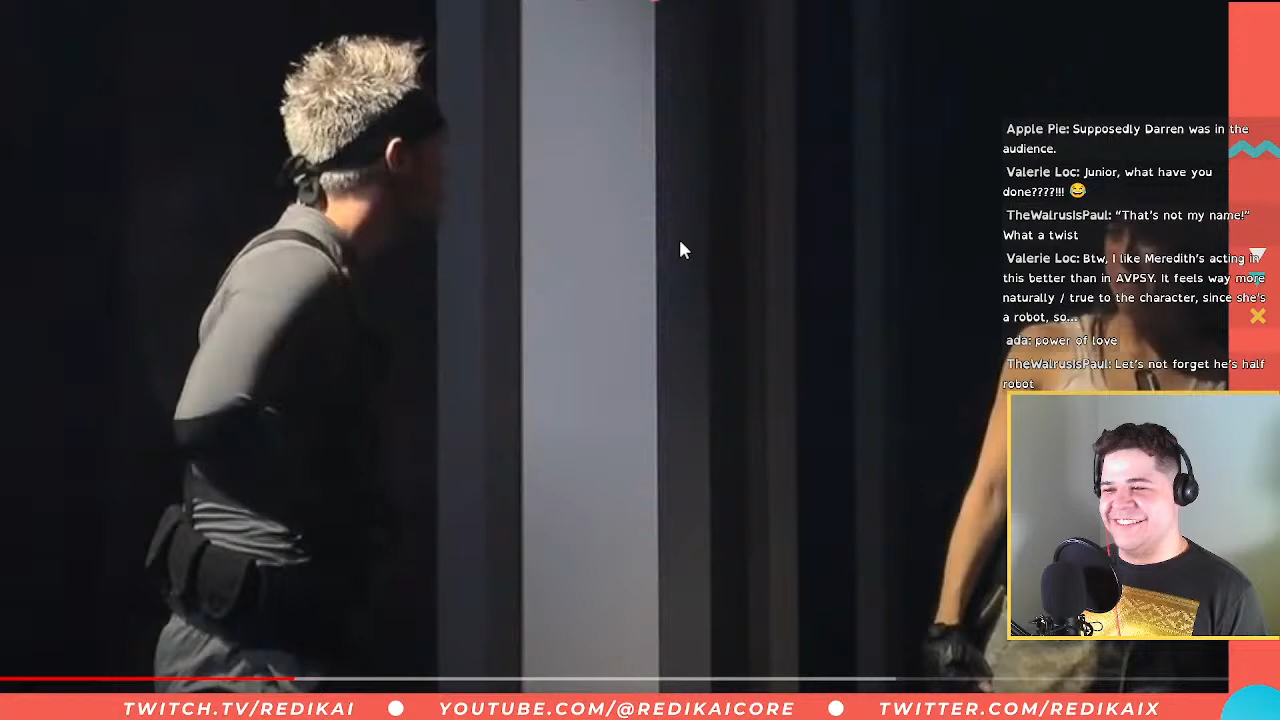 Apple Pie: Supposedly Darren was in the
audience.
Valerie Loc: Junior, what have you
done????!!! 😂
TheWalrusIsPaul: “That's not my name!”
What a twist
Valerie Loc: Btw, I like Meredith's acting in
this better than in AVPSY. It feels way more
naturally / true to the character, since she's
a robot, so...
ada: power of love
TheWalrusIsPaul: Let's not forget he's half
robot
TWITCH.TV/REDIKAI ● YOUTUBE.COM/@REDIKAICORE ● TWITTER.COM/REDIKAIX